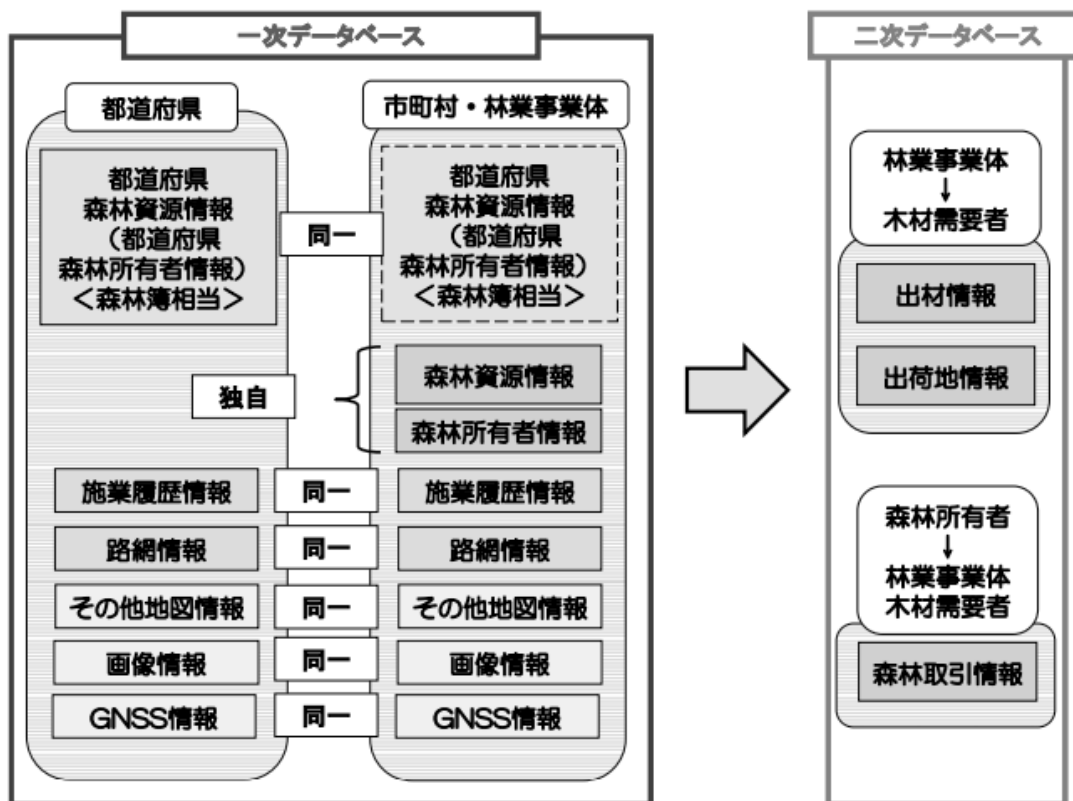 一次データベース
都道府県
都道府県
森林資源情報
(都道府県
森林所有者情報)
<森林簿相当>
同一
市町村・林業事業体
都道府県
森林資源情報
(都道府県
森林所有者情報)
<森林簿相当>
独自
森林資源情報
森林所有者情報
施業履歴情報
同一
施業履歴情報
路網情報
同一
路網情報
その他地図情報
同一
その他地図情報
画像情報
同一
画像情報
GNSS情報
同一
GNSS情報
二次データベース
林業事業体
↓
木材需要者
出材情報
出荷地情報
森林所有者
↓
林業事業体
木材需要者
森林取引情報